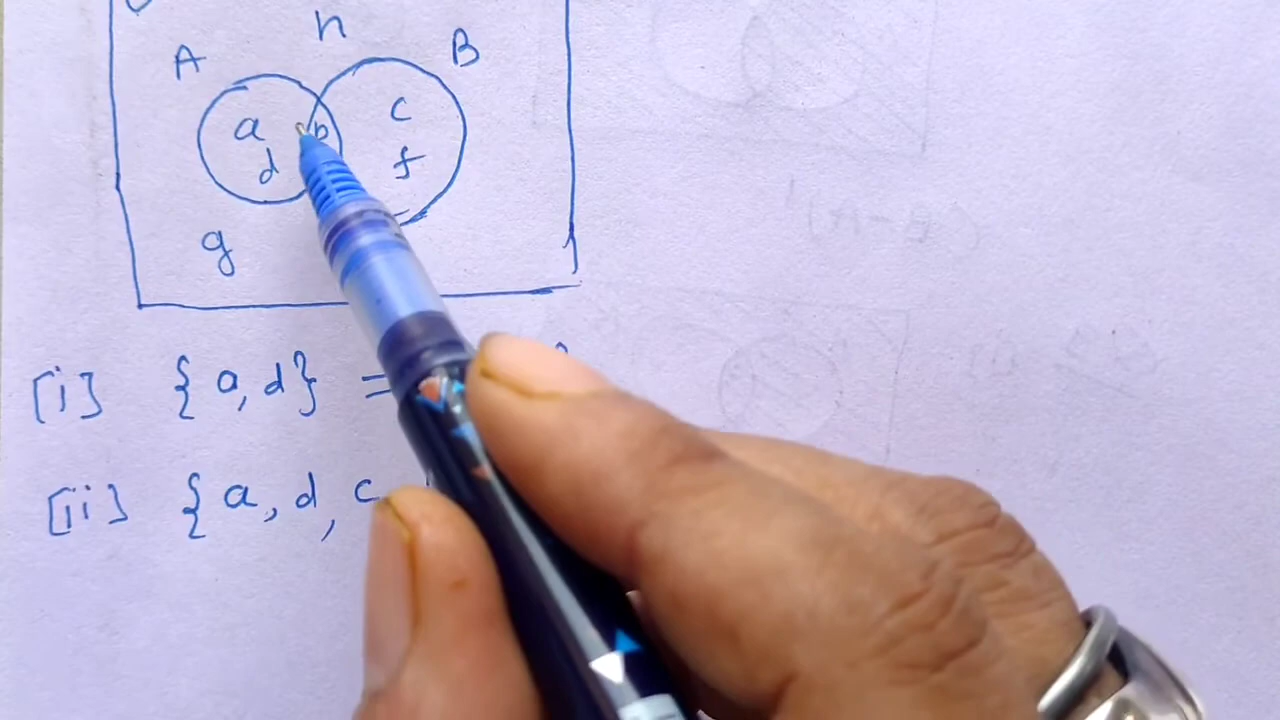 n
A B
a b c
d f
g
[i] {a,d} =
[ii] {a, d, c